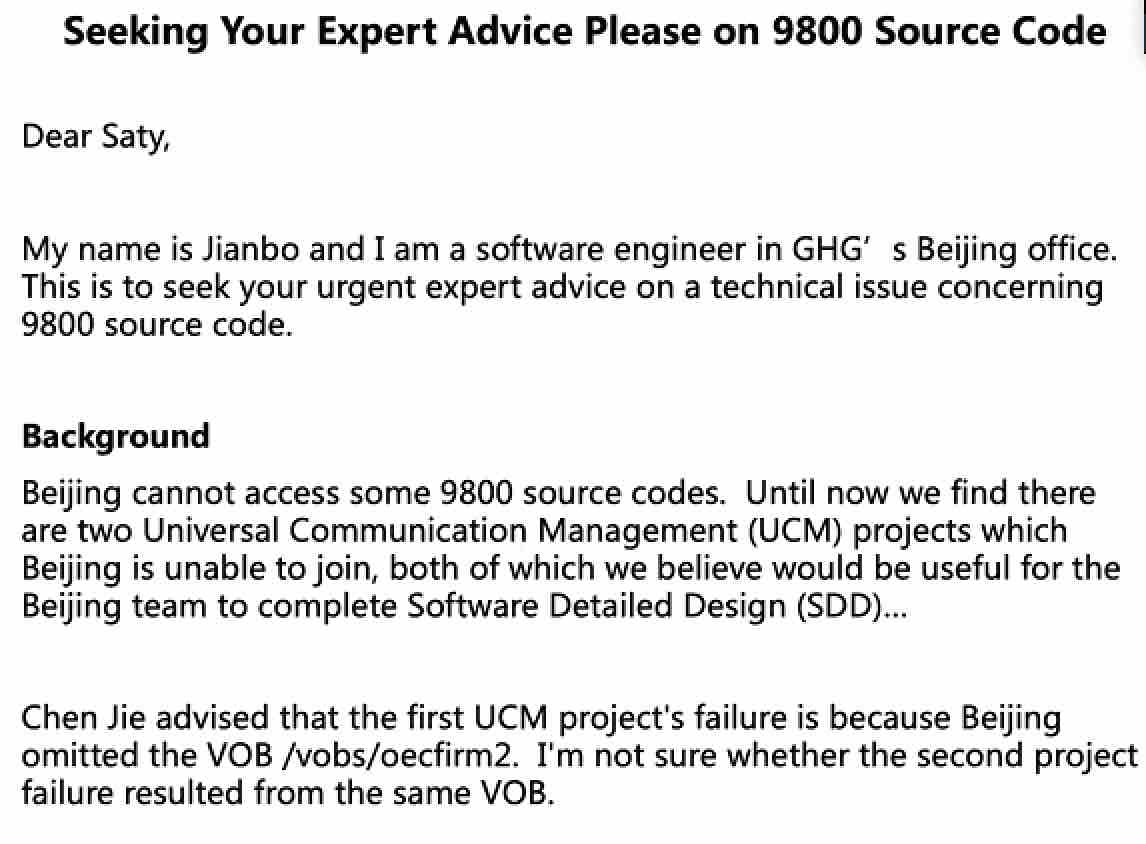 Seeking Your Expert Advice Please on 9800 Source Code
Dear Saty,
My name is Jianbo and I am a software engineer in GHG’ s Beijing office.
This is to seek your urgent expert advice on a technical issue concerning
9800 source code.
Background
Beijing cannot access some 9800 source codes. Until now we find there
are two Universal Communication Management (UCM) projects which
Beijing is unable to join, both of which we believe would be useful for the
Beijing team to complete Software Detailed Design (SDD)...
Chen Jie advised that the first UCM project's failure is because Beijing
omitted the VOB /vobs/oecfirm2. I'm not sure whether the second project
failure resulted from the same VOB.